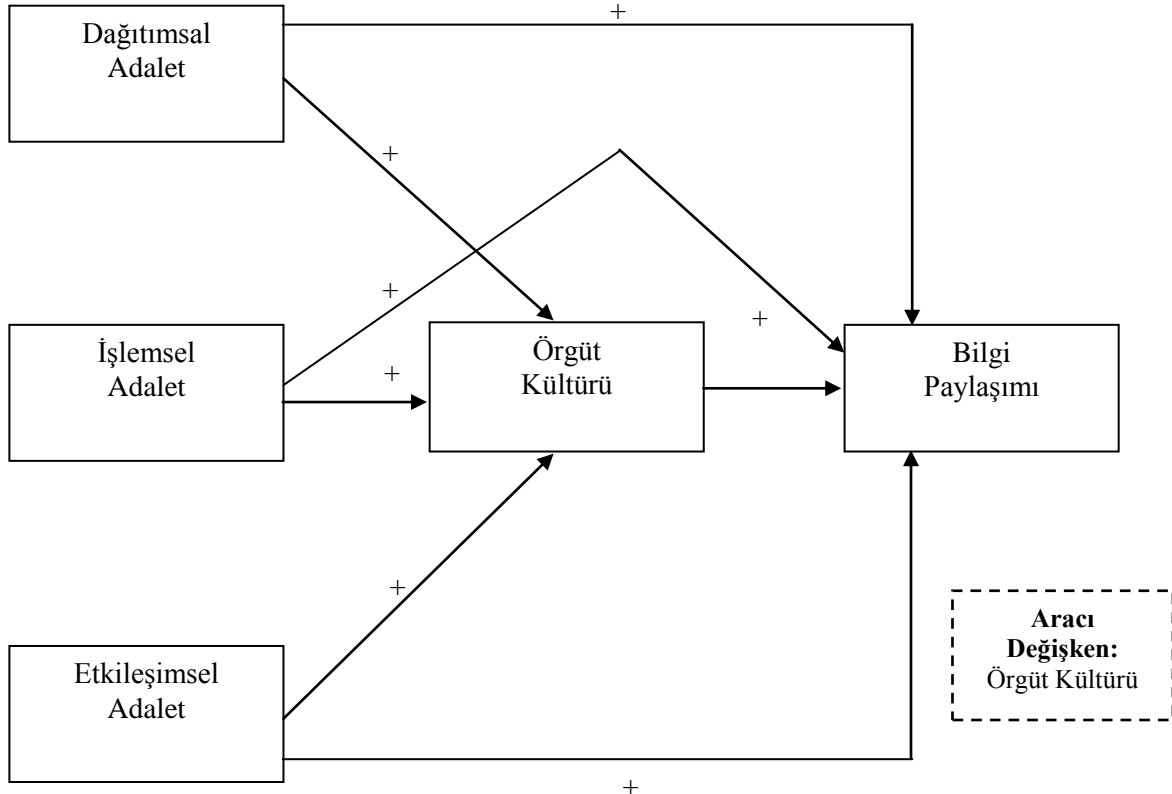 +
Dağıtımsal
Adalet
+
+
+
İşlemsel
Adalet
+
Örgüt
Kültürü
Bilgi
Paylaşımı
+
Etkileşimsel
Adalet
Aracı
Değişken:
Örgüt Kültürü
+